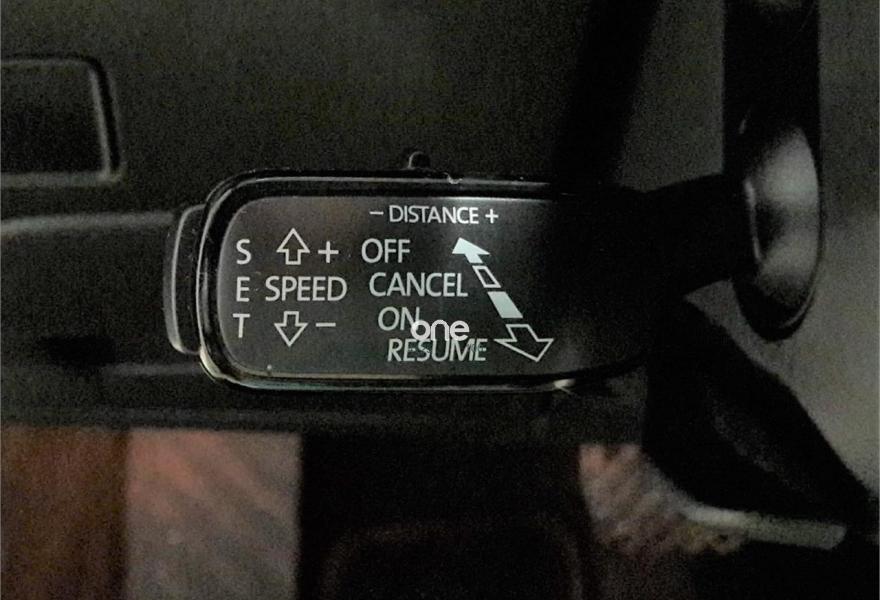 − DISTANCE +
S + OFF
E SPEED CANCEL
T − ON
one
RESUME